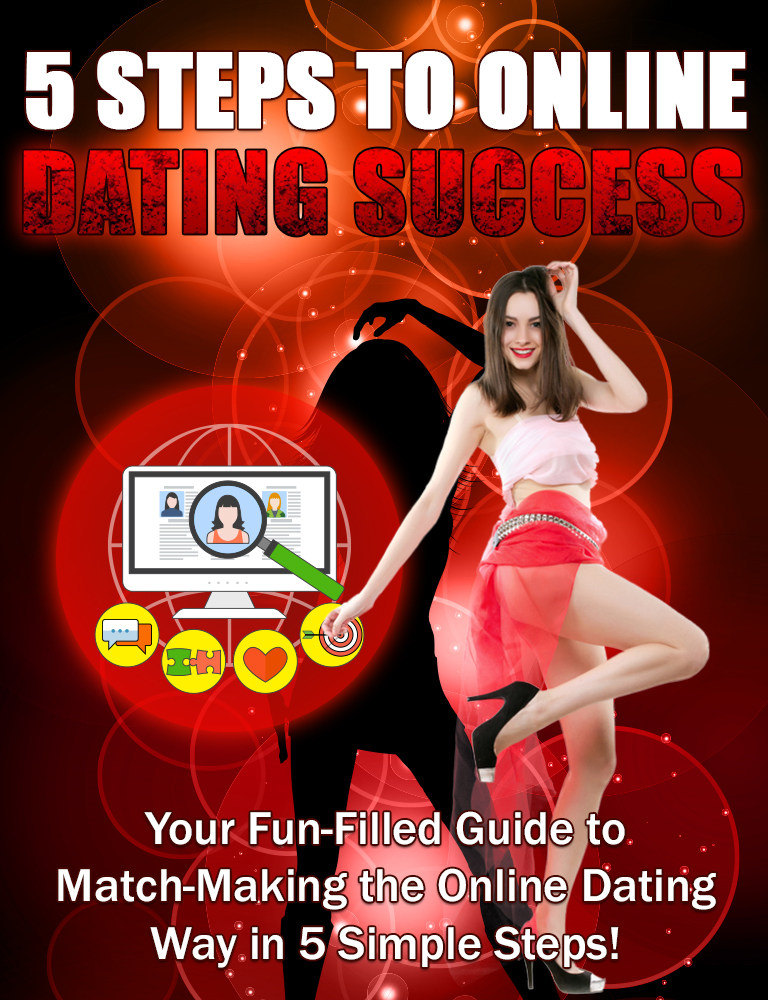 5 STEPS TO ONLINE
DATING SUCCESS
Your Fun-Filled Guide to
Match-Making the Online Dating
Way in 5 Simple Steps!